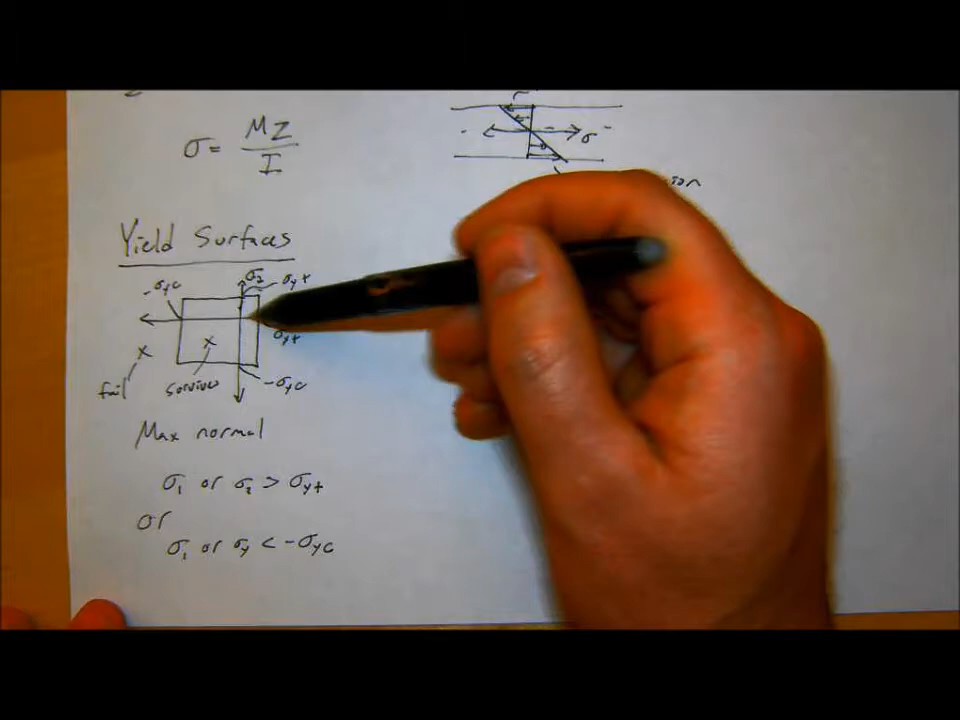 σ = MZ / I
σ
Yield Surfaces
σ₂ σyt
-σyc
σyt
x x
fail survives -σyc
Max normal
σ₁ or σ₂ > σyt
or
σ₁ or σy < -σyc